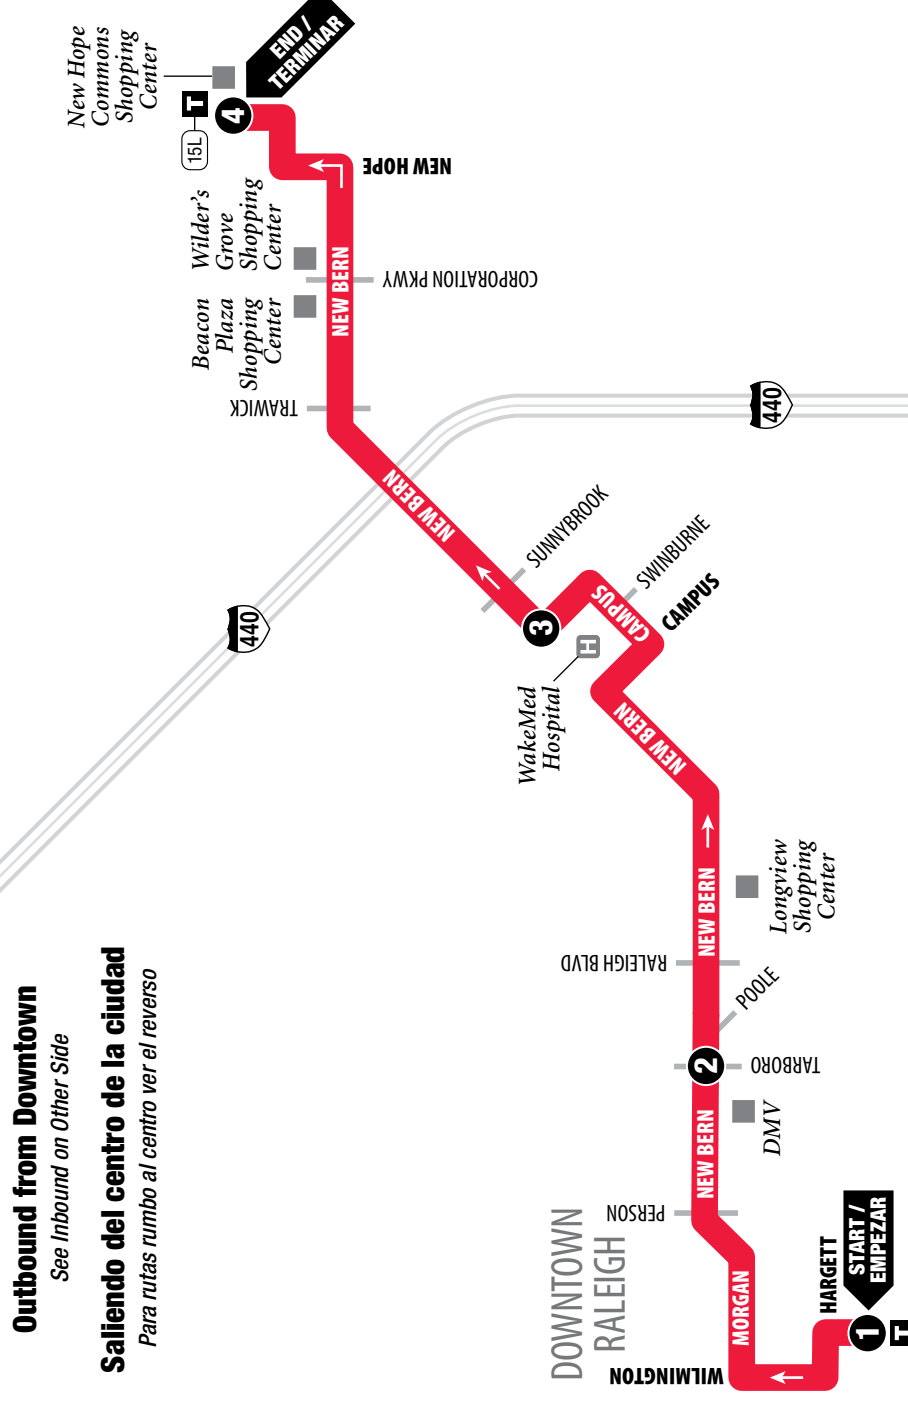 Outbound from Downtown
See Inbound on Other Side
Saliendo del centro de la ciudad
Para rutas rumbo al centro ver el reverso
New Hope
Commons
Shopping
Center
END /
TERMINAR
T
15L
4
NEW HOPE
Wilder's
Grove
Shopping
Center
NEW BERN
CORPORATION PKWY
Beacon
Plaza
Shopping
Center
TRAWICK
440
NEW BERN
440
SUNNYBROOK
3
H
WakeMed
Hospital
CAMPUS
SWINBURNE
CAMPUS
NEW BERN
NEW BERN
Longview
Shopping
Center
RALEIGH BLVD
POOLE
2
TARBORO
DMV
NEW BERN
PERSON
DOWNTOWN
RALEIGH
MORGAN
WILMINGTON
HARGETT
START /
EMPEZAR
1
T